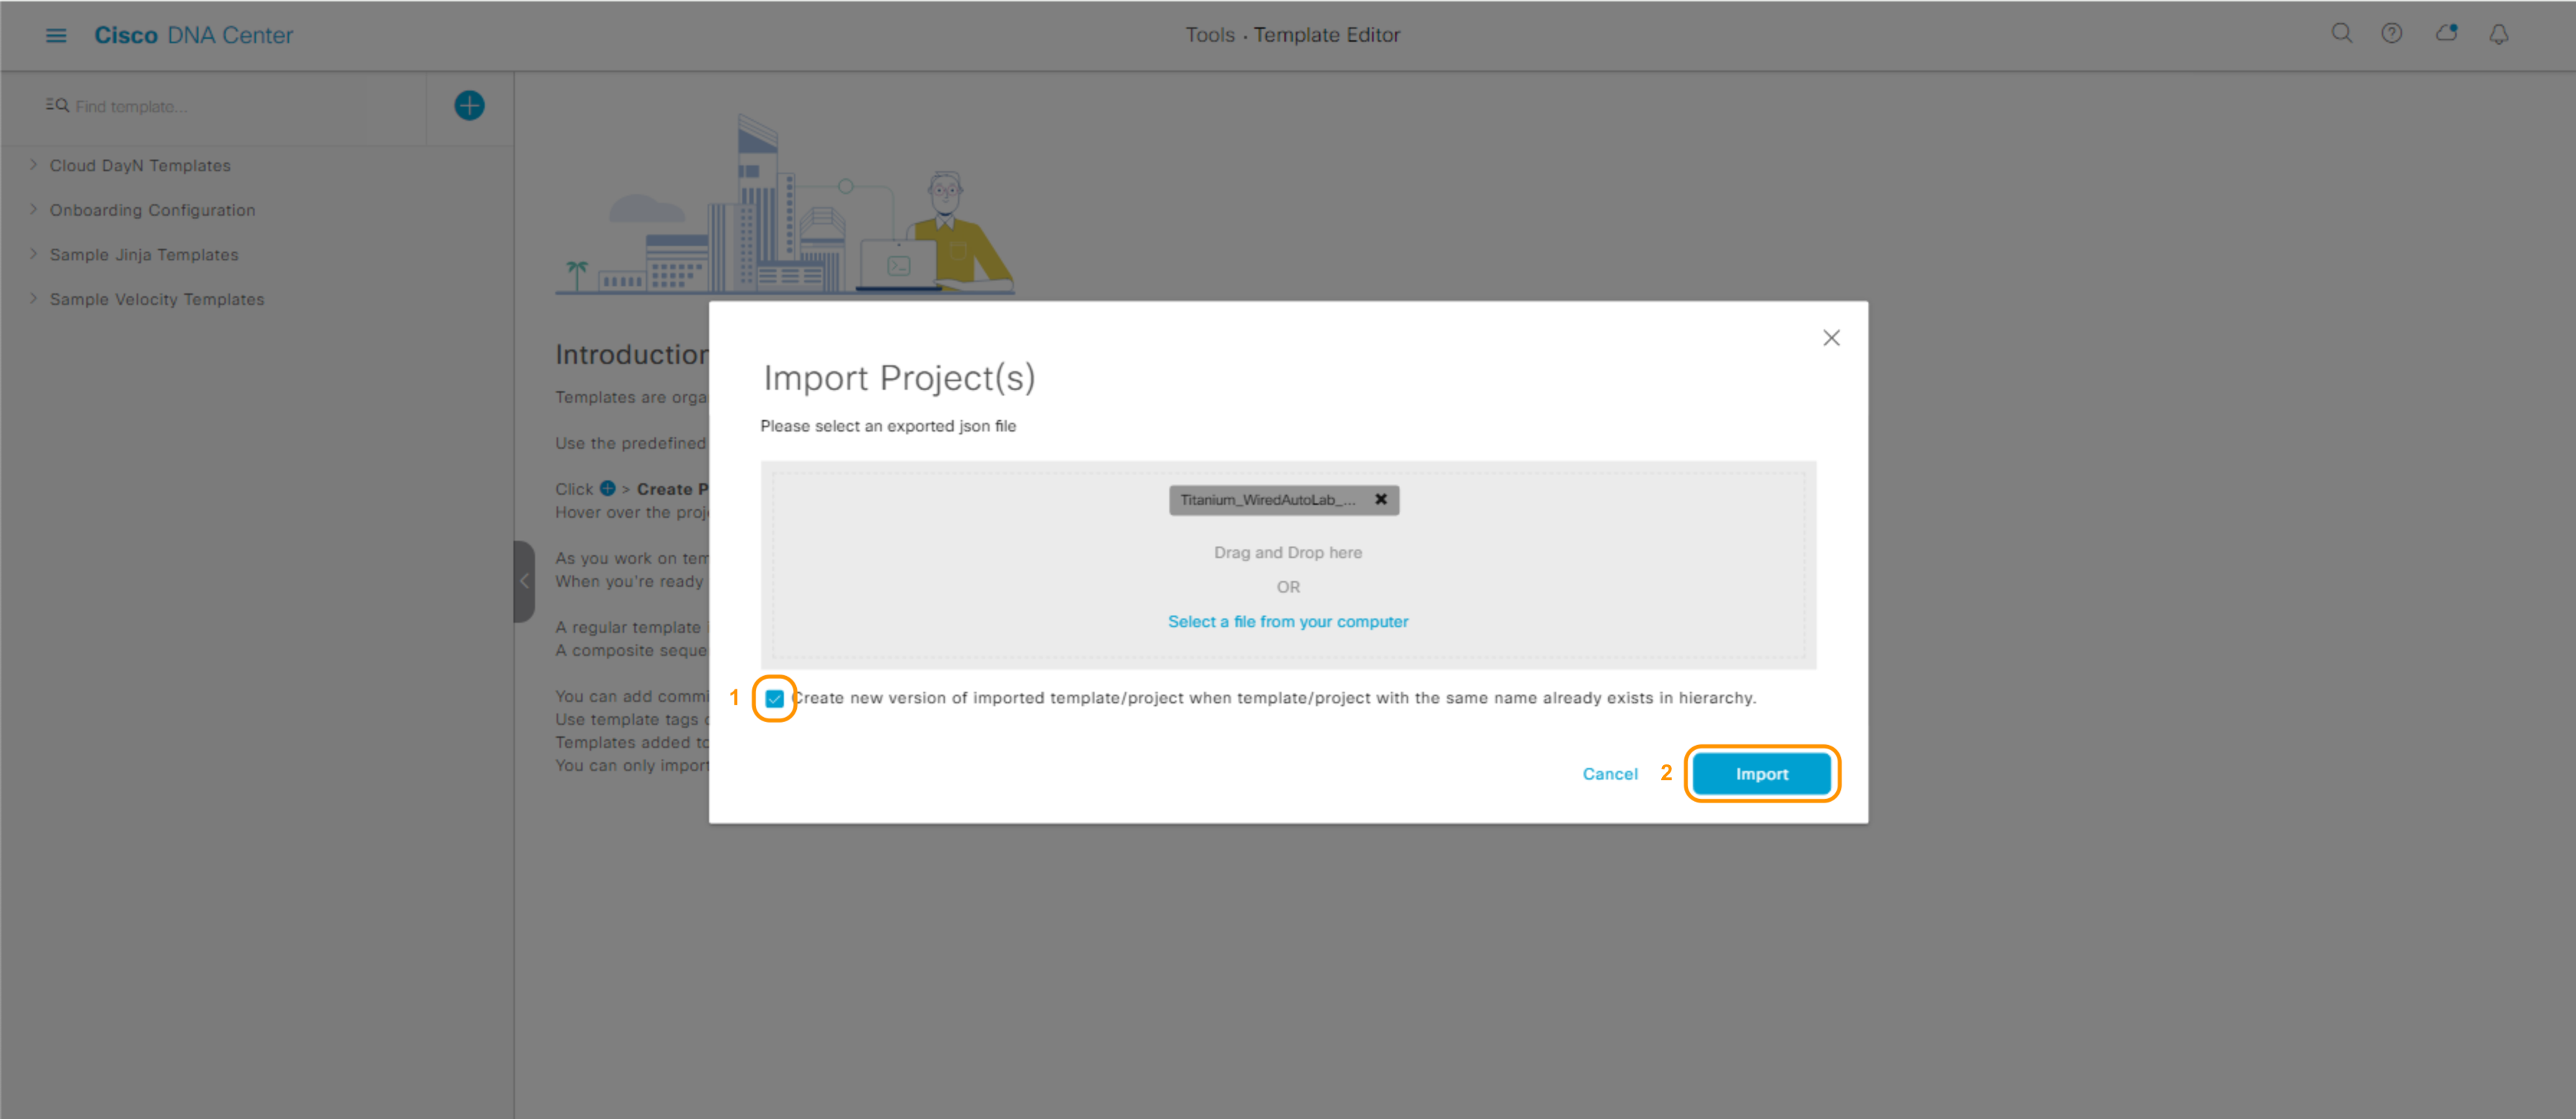 Cisco DNA Center
Tools · Template Editor
Find template...
Cloud DayN Templates
Onboarding Configuration
Sample Jinja Templates
Sample Velocity Templates
Introduction
Templates are orga
Use the predefined
Click > Create P
Hover over the proj
As you work on tem
When you're ready
A regular template
A composite seque
You can add commi
Use template tags
Templates added to
You can only import
Import Project(s)
Please select an exported json file
Titanium_WiredAutoLab_...
Drag and Drop here
OR
Select a file from your computer
1 Create new version of imported template/project when template/project with the same name already exists in hierarchy.
Cancel 2 Import